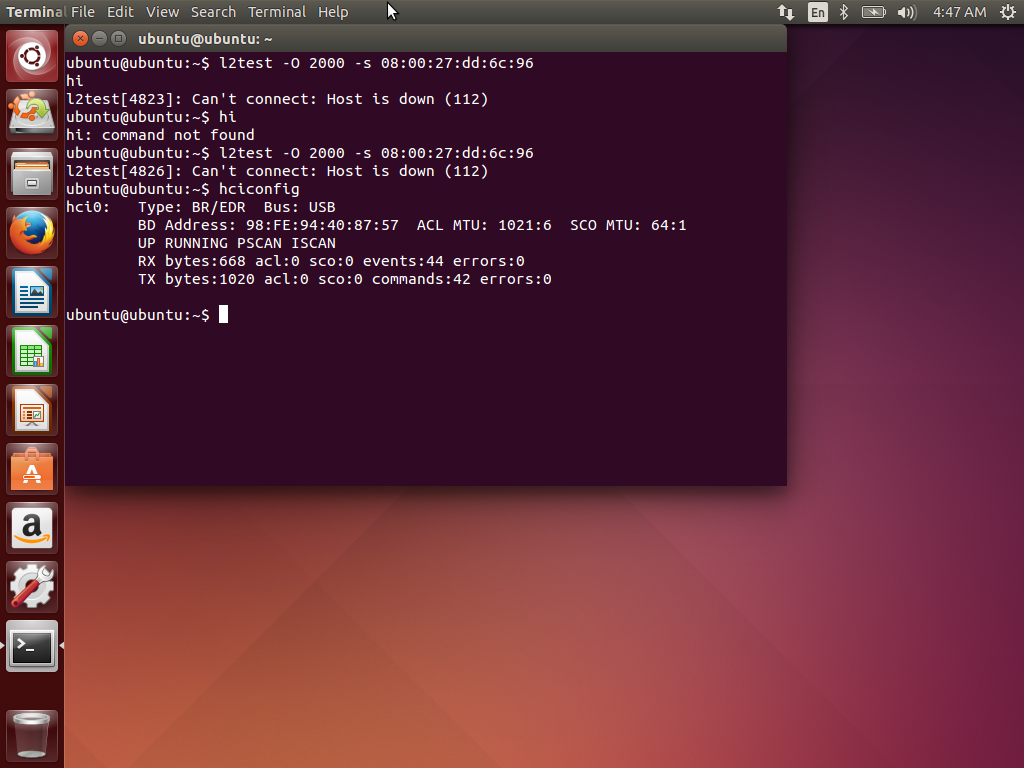 Terminal File Edit View Search Terminal Help En 4:47 AM
ubuntu@ubuntu: ~
ubuntu@ubuntu:~$ l2test -O 2000 -s 08:00:27:dd:6c:96
hi
l2test[4823]: Can't connect: Host is down (112)
ubuntu@ubuntu:~$ hi
hi: command not found
ubuntu@ubuntu:~$ l2test -O 2000 -s 08:00:27:dd:6c:96
l2test[4826]: Can't connect: Host is down (112)
ubuntu@ubuntu:~$ hciconfig
hci0:   Type: BR/EDR  Bus: USB
        BD Address: 98:FE:94:40:87:57  ACL MTU: 1021:6  SCO MTU: 64:1
        UP RUNNING PSCAN ISCAN
        RX bytes:668 acl:0 sco:0 events:44 errors:0
        TX bytes:1020 acl:0 sco:0 commands:42 errors:0
ubuntu@ubuntu:~$